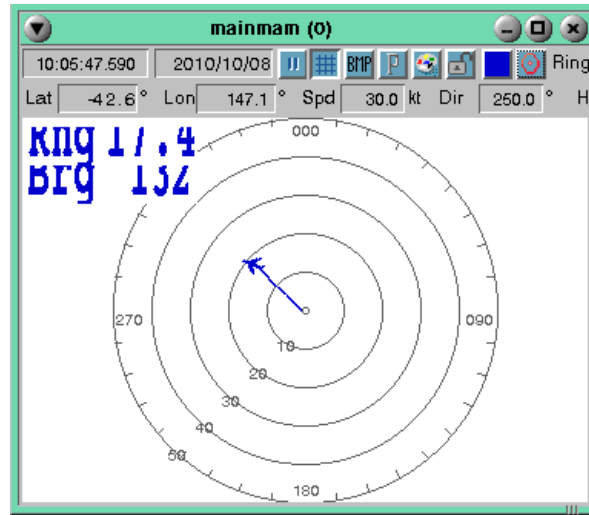 mainmam (0)
10:05:47.590 2010/10/08 BMP P Ring
Lat -42.6° Lon 147.1° Spd 30.0 kt Dir 250.0° H
Rng 17.4
Brg 132
000
270 090
10
20
30
40
50
180